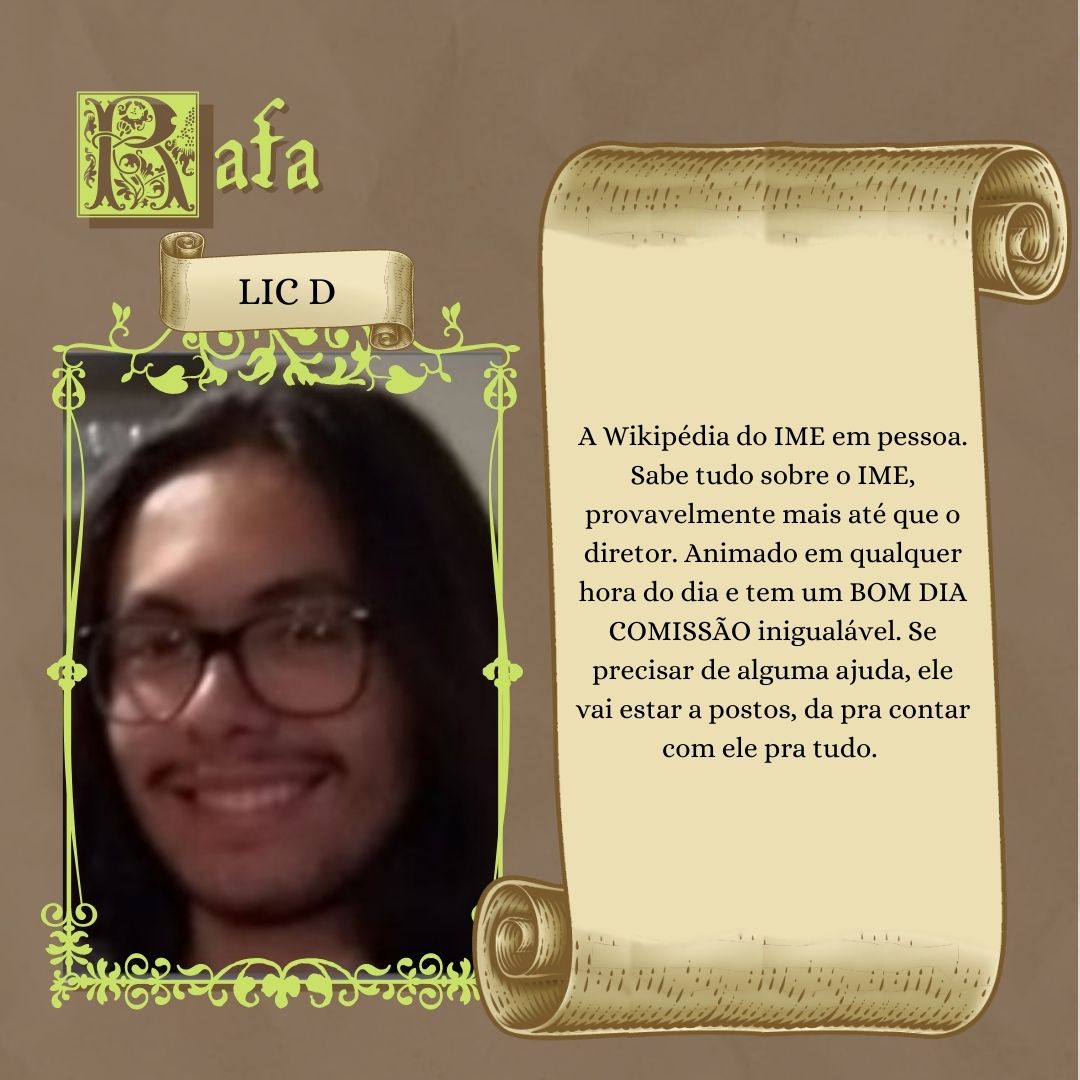 Rafa
LIC D
A Wikipédia do IME em pessoa.
Sabe tudo sobre o IME,
provavelmente mais até que o
diretor. Animado em qualquer
hora do dia e tem um BOM DIA
COMISSÃO inigualável. Se
precisar de alguma ajuda, ele
vai estar a postos, da pra contar
com ele pra tudo.